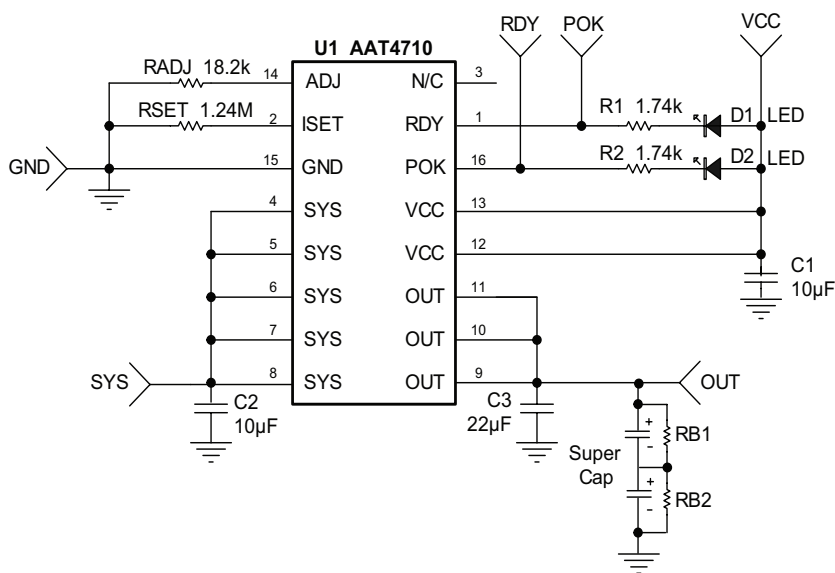 RDY POK VCC
U1 AAT4710
RADJ 18.2k 14 ADJ N/C 3
RSET 1.24M 2 ISET RDY 1 R1 1.74k D1 LED
GND 15 GND POK 16 R2 1.74k D2 LED
4 SYS VCC 13
5 SYS VCC 12
C1
10µF
6 SYS OUT 11
7 SYS OUT 10
SYS 8 SYS OUT 9 OUT
C2
10µF
C3
22µF
+
-
RB1
Super
Cap
+
-
RB2